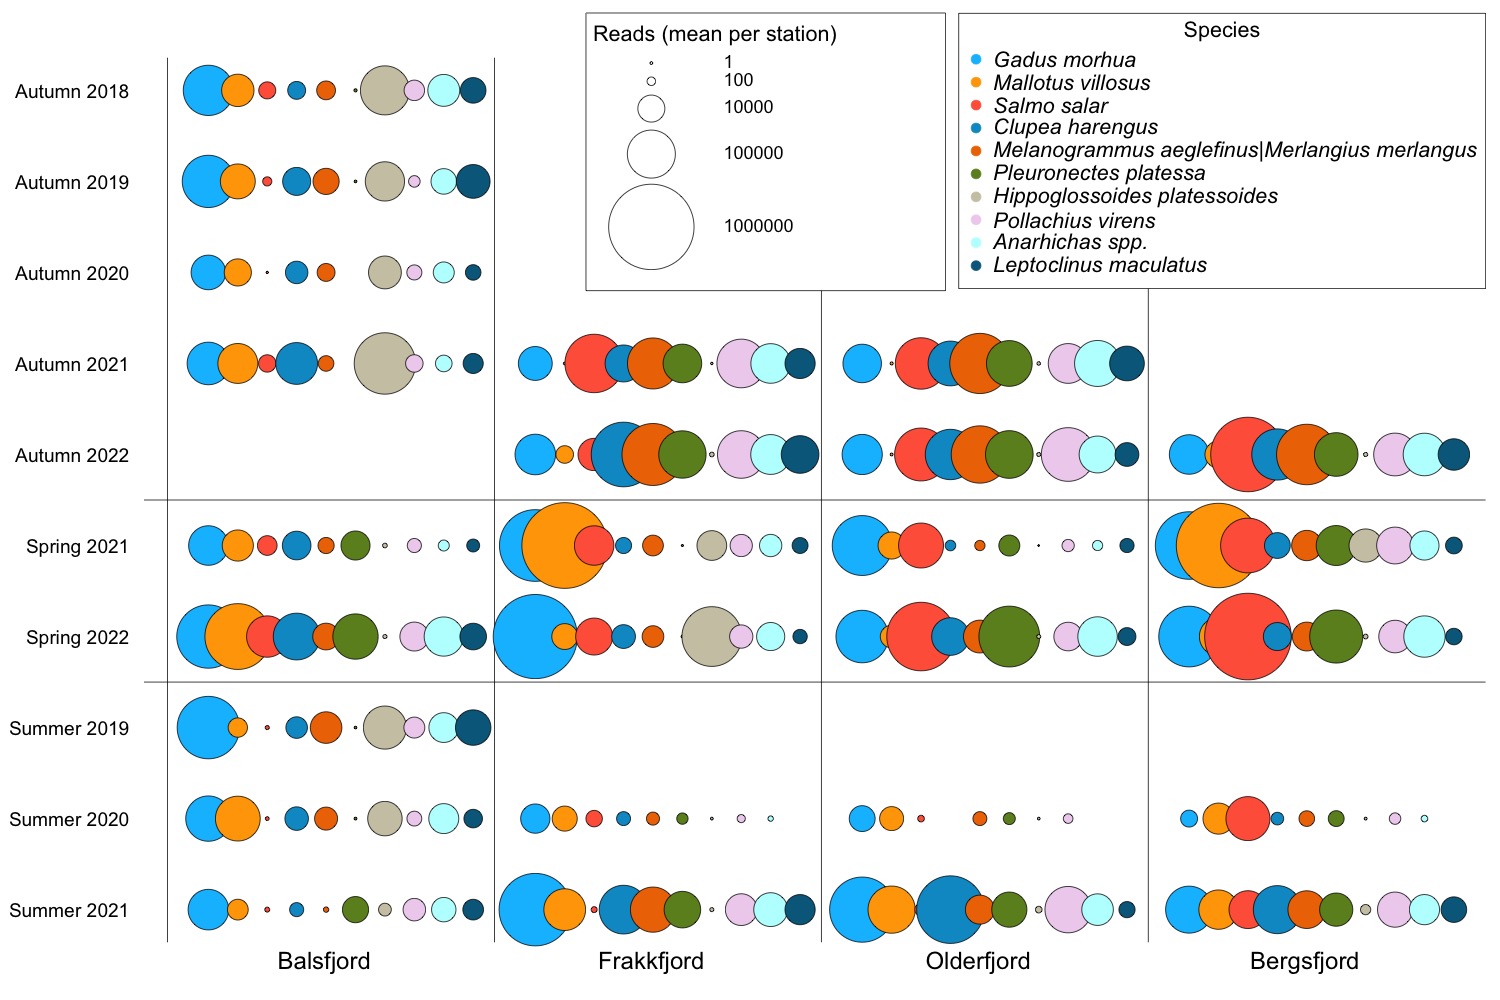 Reads (mean per station)
1
100
10000
100000
1000000
Species
Gadus morhua
Mallotus villosus
Salmo salar
Clupea harengus
Melanogrammus aeglefinus|Merlangius merlangus
Pleuronectes platessa
Hippoglossoides platessoides
Pollachius virens
Anarhichas spp.
Leptoclinus maculatus
Autumn 2018
Autumn 2019
Autumn 2020
Autumn 2021
Autumn 2022
Spring 2021
Spring 2022
Summer 2019
Summer 2020
Summer 2021
Balsfjord
Frakkfjord
Olderfjord
Bergsfjord